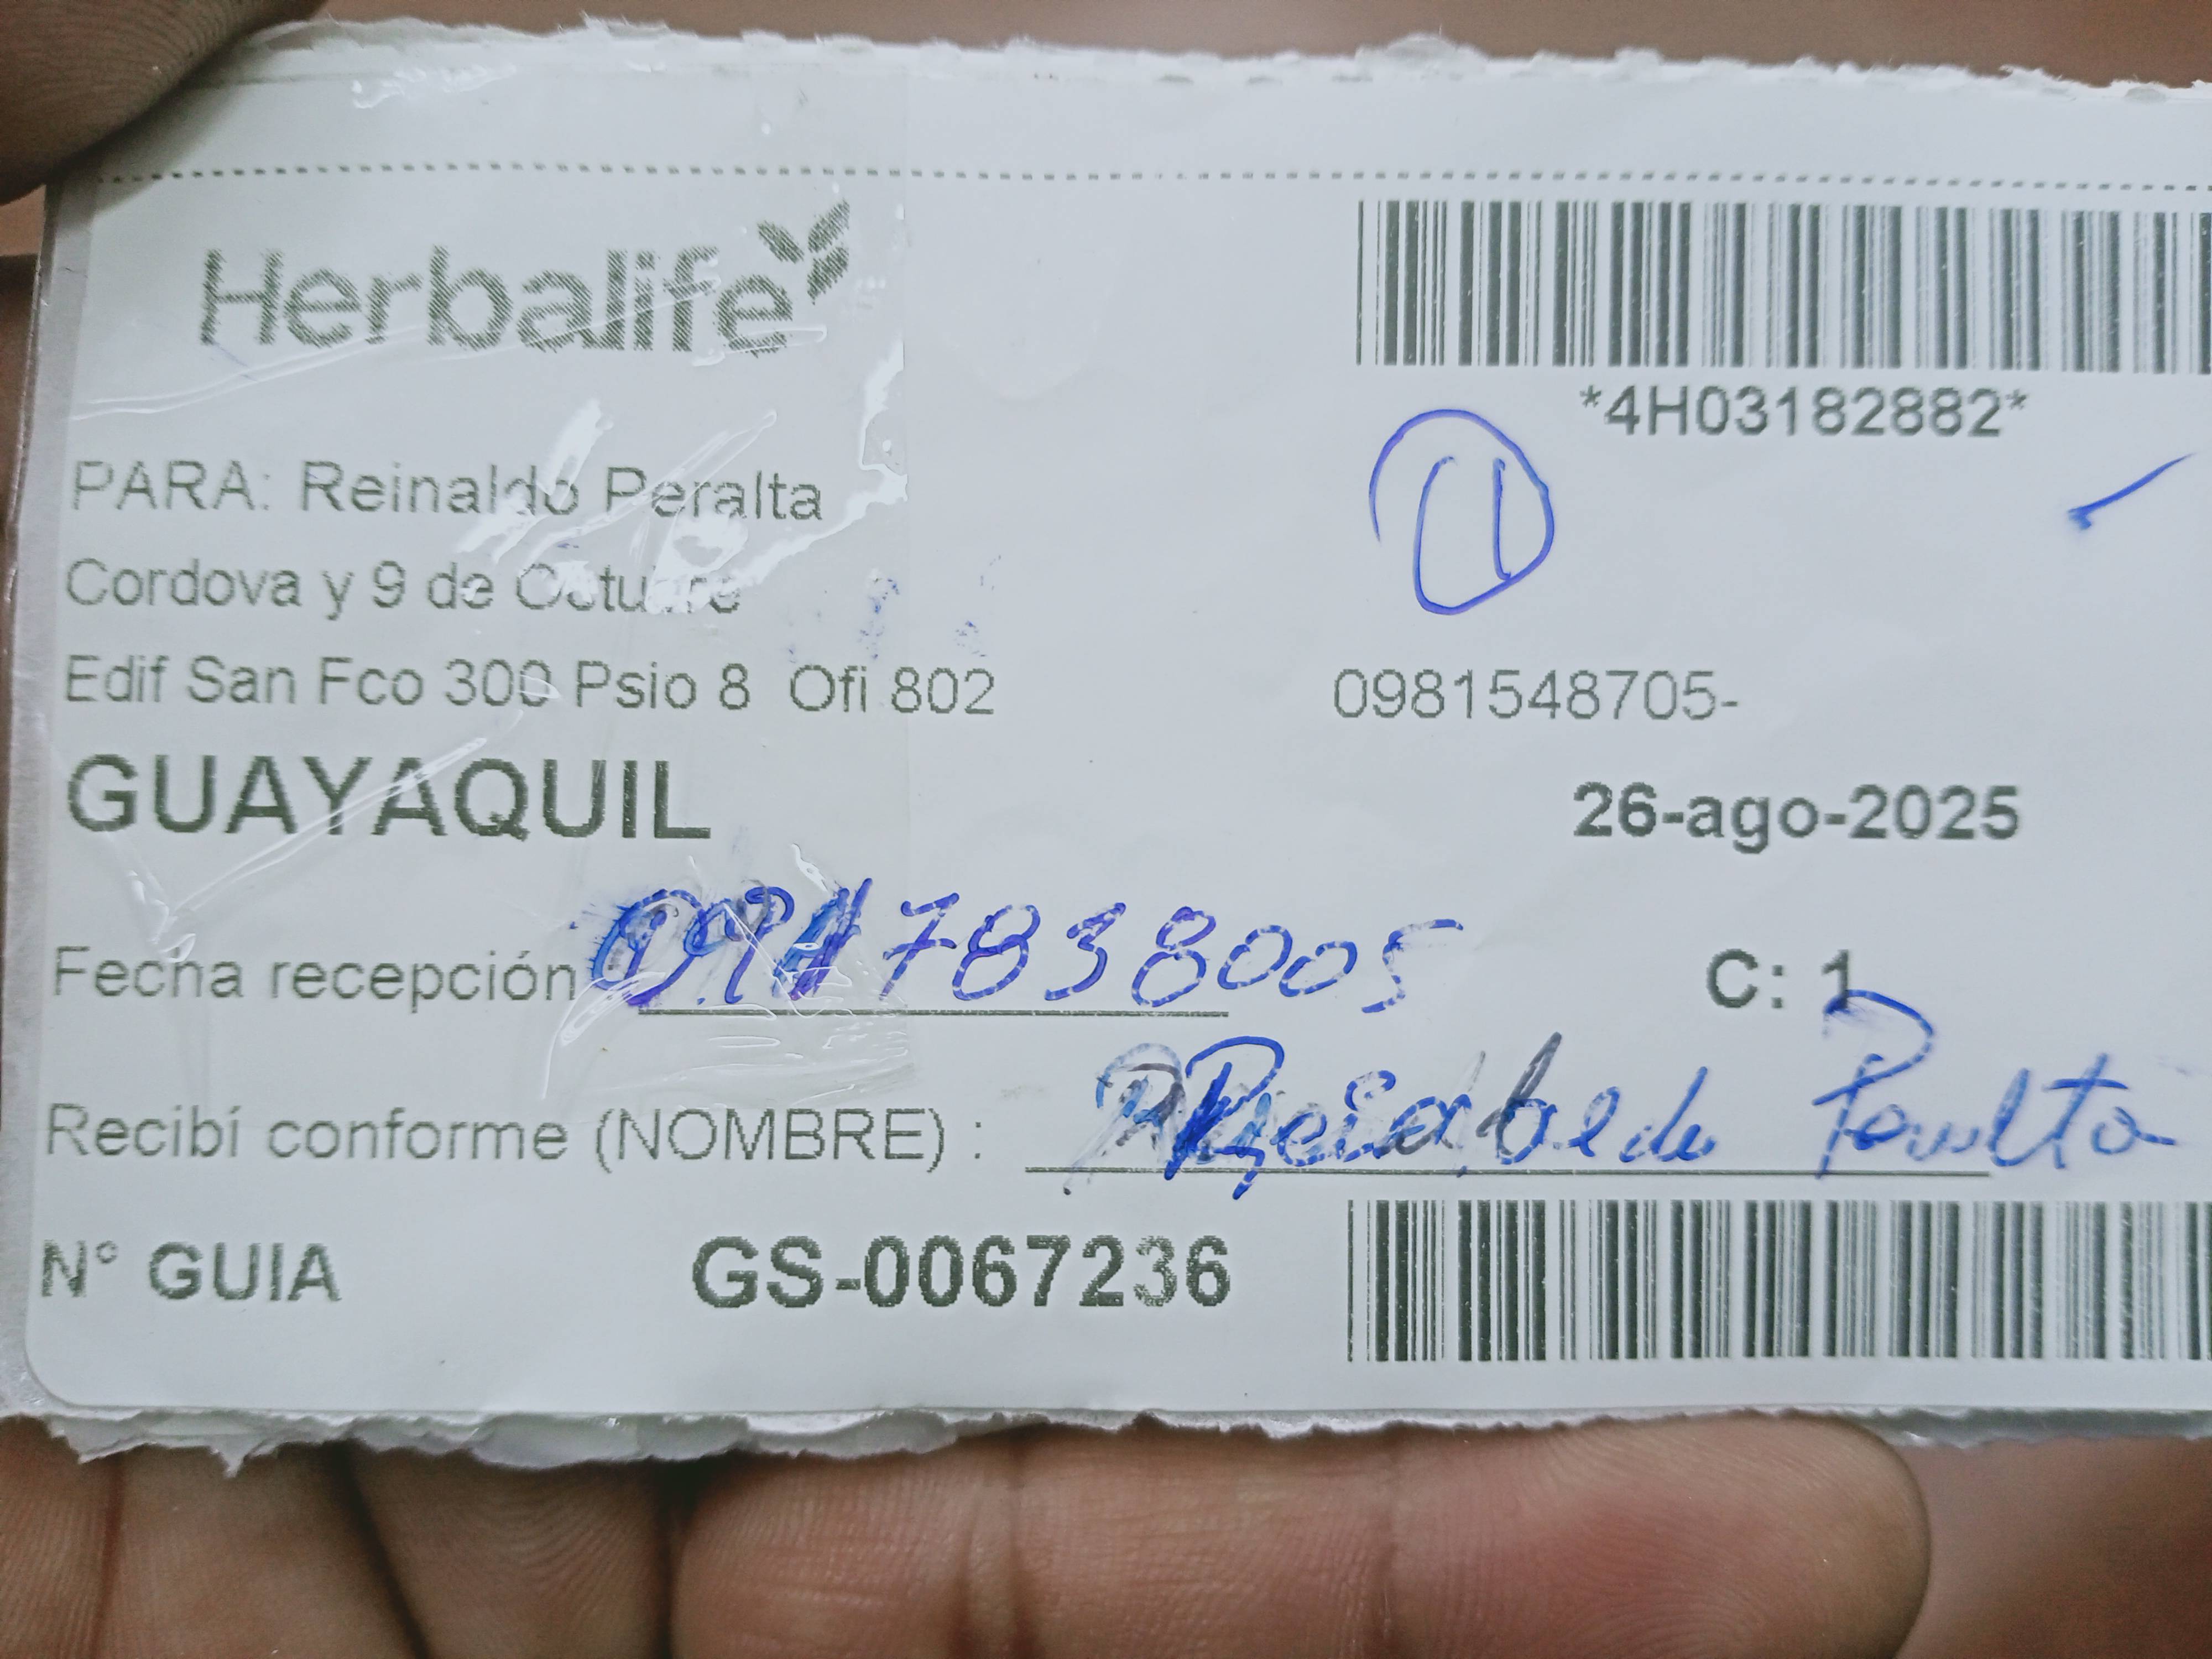 Herbalife
*4H03182882*
PARA: Reinaldo Peralta
Cordova y 9 de Octubre
Edif San Fco 300 Psio 8 Ofi 802
0981548705-
GUAYAQUIL
26-ago-2025
Fecha recepción 7838005
C: 1
Recibí conforme (NOMBRE) : Peralta
N° GUIA GS-0067236